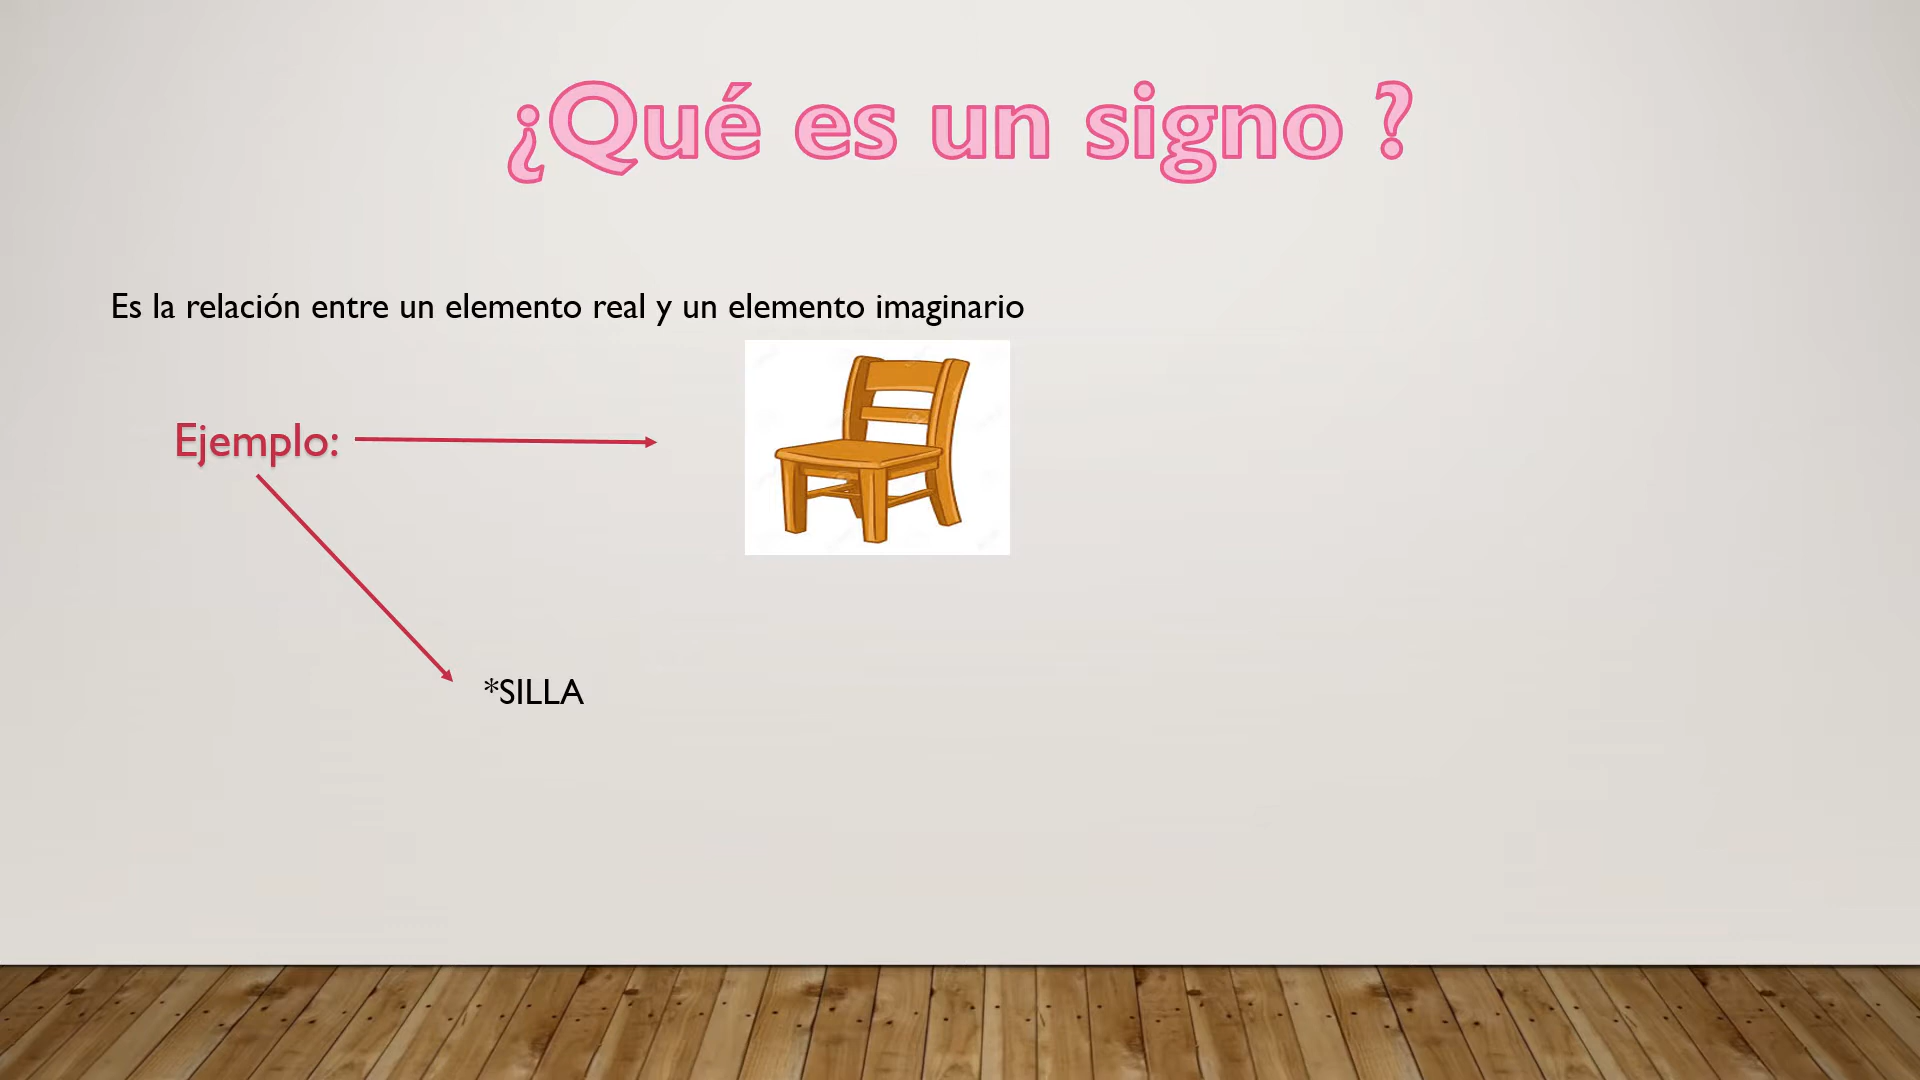 ¿Qué es un signo ?
Es la relación entre un elemento real y un elemento imaginario
Ejemplo:
*SILLA